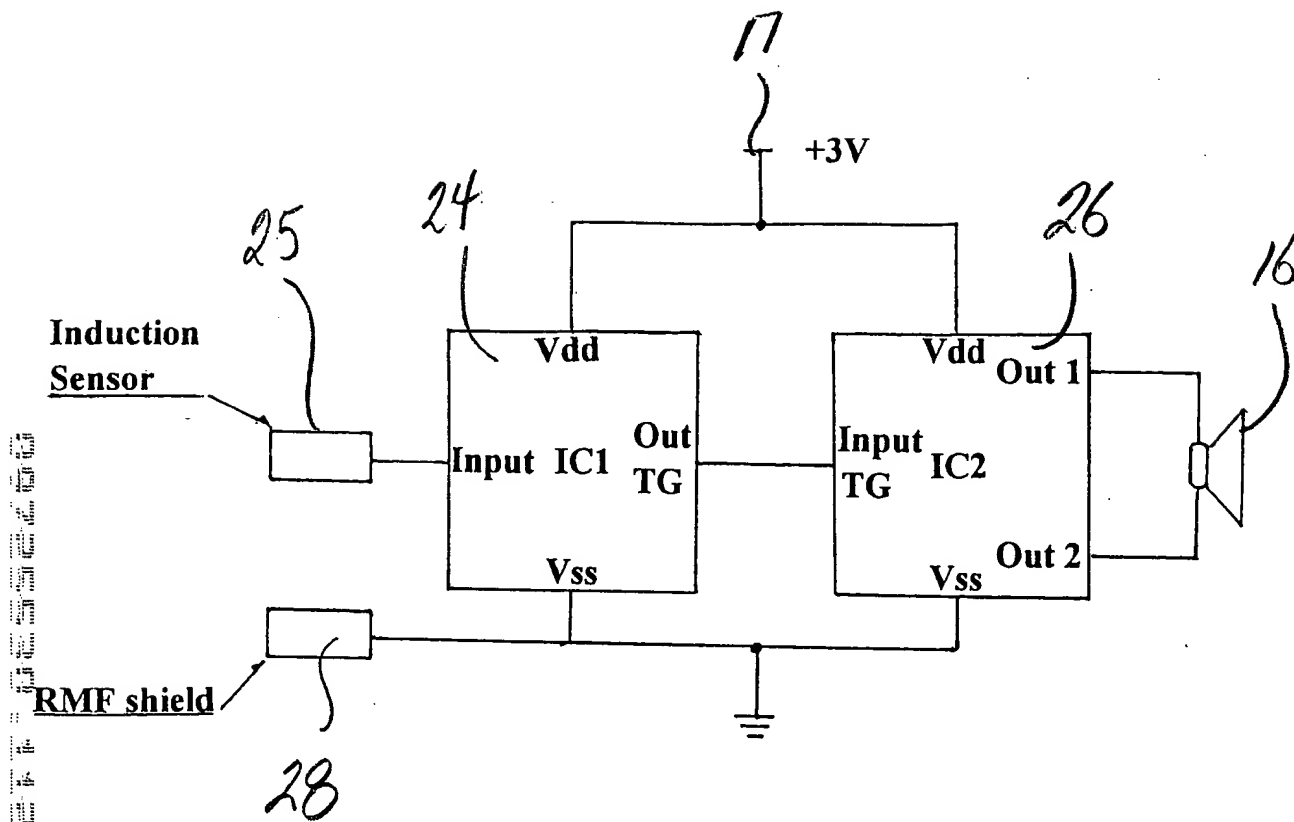 17
+3V
24
26
25
16
Induction
Sensor
Vdd
Vdd
Out 1
Input IC1
Out
TG
Input
TG
IC2
Vss
Vss
Out 2
RMF shield
28